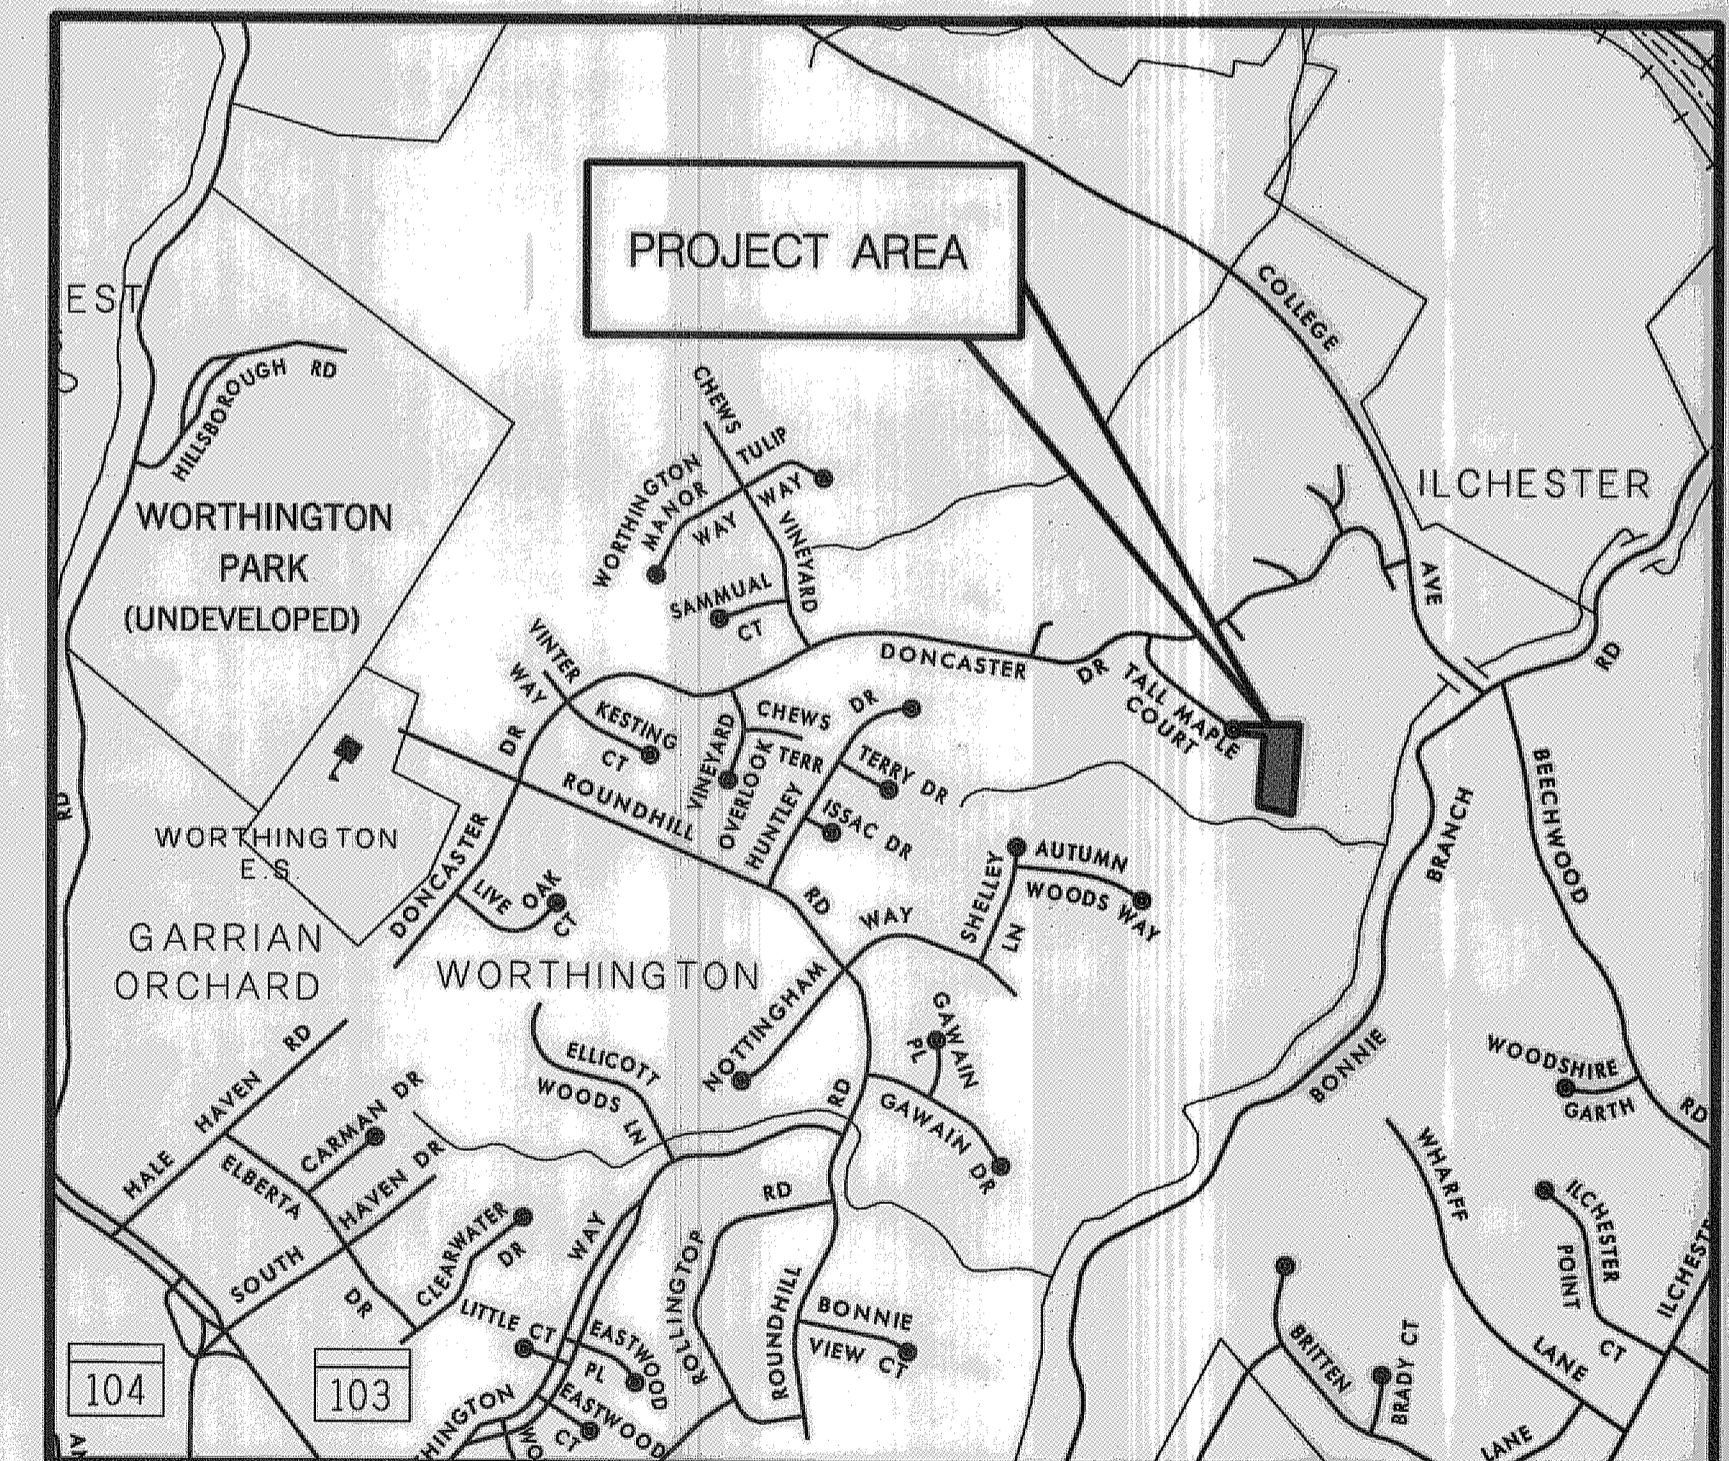 PROJECT AREA
COLLEGE
AVE
EST
HILLSBOROUGH RD
WORTHINGTON
PARK
(UNDEVELOPED)
ILCHESTER
CHEWS
VINEYARD
TULIP
WAY
WORTHINGTON
MANOR
WAY
SAMMUAL
CT
VINTER
WAY
KESTING
CT
DONCASTER
DR
TALL MAPLE
COURT
RD
DR
CHEWS
TERR
DR
VINEYARD
OVERLOOK
HUNTLEY
TERRY DR
ISSAC DR
ROUNDHILL
RD
RD
WORTHINGTON
E.S.
DONCASTER
LIVE OAK
CT
SHELLEY
LN
AUTUMN
WOODS WAY
BRANCH
BEECHWOOD
GARRIAN
ORCHARD
WORTHINGTON
WAY
NOTTINGHAM
GAWAIN
PL
HALE HAVEN RD
ELLICOTT
WOODS LN
RD
GAWAIN DR
BONNIE
WOODSHIRE
GARTH
RD
CARMAN DR
ELBERTA
DR
SOUTH HAVEN DR
CLEARWATER
DR
WAY
RD
ROLLINGTOP
ROUNDHILL
WHARFF
LANE
ILCHESTER
POINT
CT
ILCHEST
LITTLE CT
EASTWOOD
PL
BONNIE
VIEW CT
BRITTEN
BRADY CT
104
103
HINGTON
EASTWOOD
CT
WO
LANE
AN